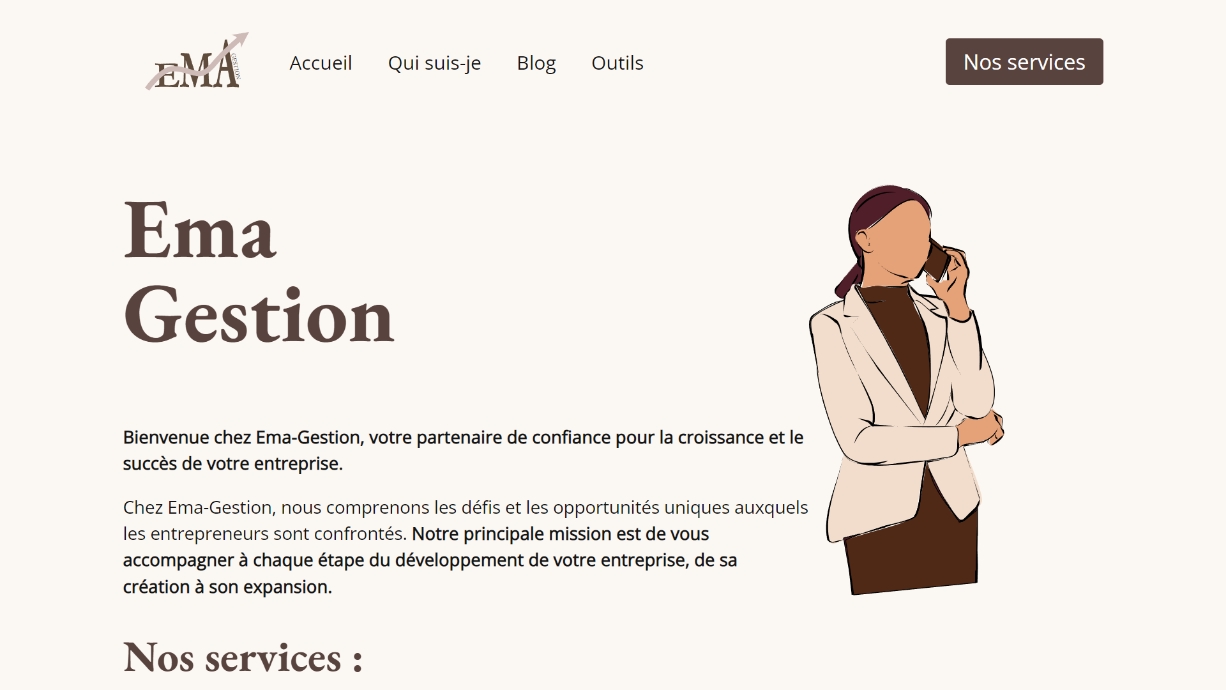 EMA GESTION
Accueil
Qui suis-je
Blog
Outils
Nos services
Ema
Gestion
Bienvenue chez Ema-Gestion, votre partenaire de confiance pour la croissance et le
succès de votre entreprise.
Chez Ema-Gestion, nous comprenons les défis et les opportunités uniques auxquels
les entrepreneurs sont confrontés. Notre principale mission est de vous
accompagner à chaque étape du développement de votre entreprise, de sa
création à son expansion.
Nos services :